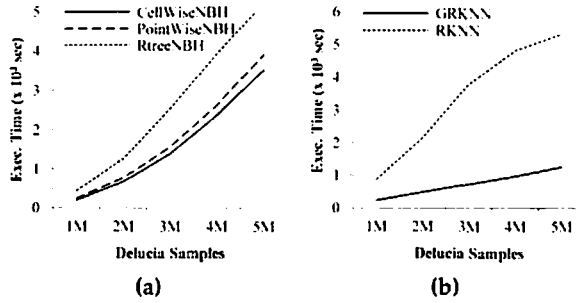 Exec. Time (x 10³ sec)
5
4
3
2
1
0
CellWiseNBH
PointWiseNBH
RtreeNBH
1M 2M 3M 4M 5M
Delucia Samples
(a)
Exec. Time (x 10³ sec)
6
5
4
3
2
1
0
GRKNN
RKNN
1M 2M 3M 4M 5M
Delucia Samples
(b)